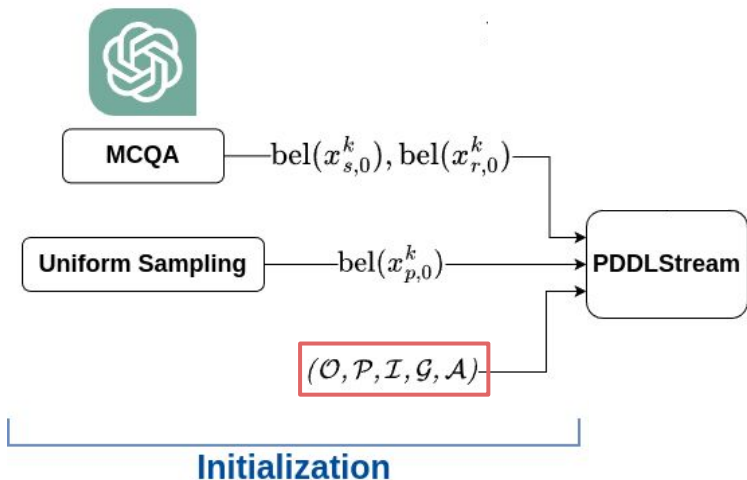 MCQA
bel(x^k_{s,0}), bel(x^k_{r,0})
Uniform Sampling
bel(x^k_{p,0})
PDDLStream
(𝒪, 𝒫, ℐ, 𝒢, 𝒜)
Initialization